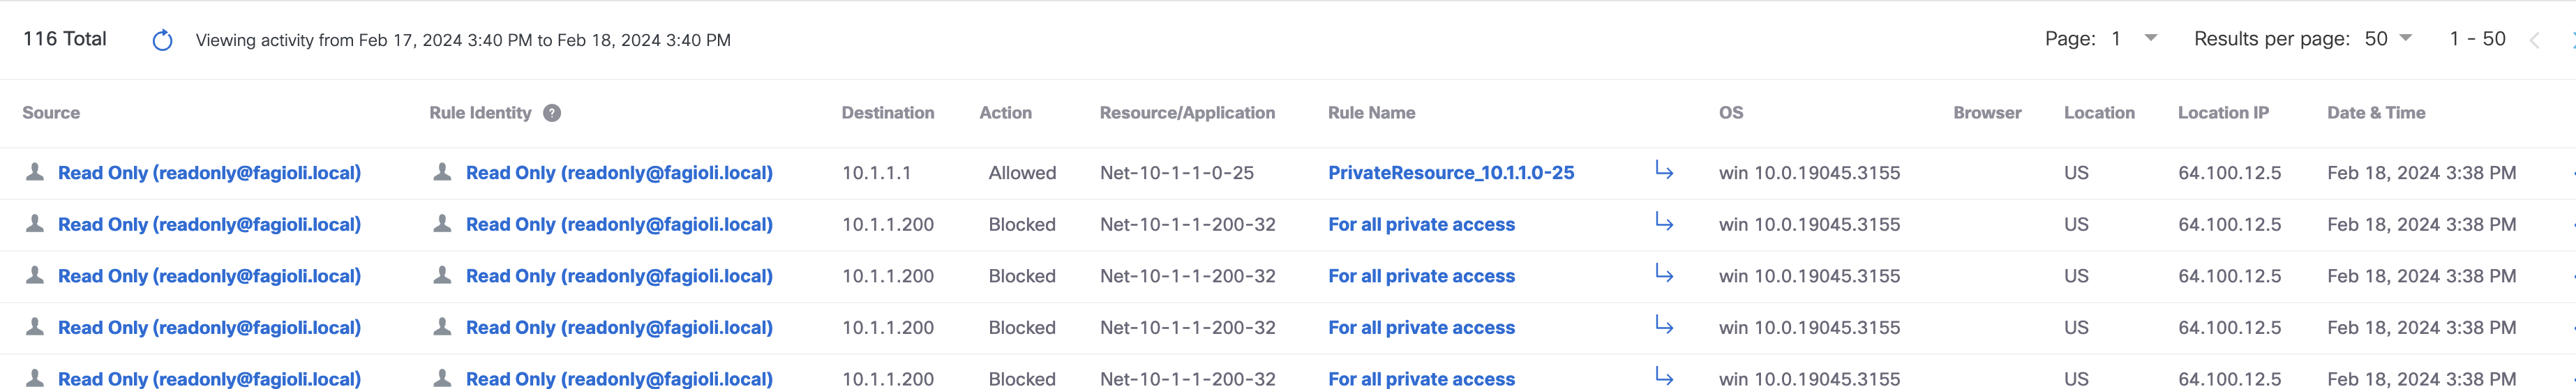 116 Total Viewing activity from Feb 17, 2024 3:40 PM to Feb 18, 2024 3:40 PM Page: 1 Results per page: 50 1 - 50
Source Rule Identity ? Destination Action Resource/Application Rule Name OS Browser Location Location IP Date & Time
Read Only (readonly@fagioli.local) Read Only (readonly@fagioli.local) 10.1.1.1 Allowed Net-10-1-1-0-25 PrivateResource_10.1.1.0-25 win 10.0.19045.3155 US 64.100.12.5 Feb 18, 2024 3:38 PM
Read Only (readonly@fagioli.local) Read Only (readonly@fagioli.local) 10.1.1.200 Blocked Net-10-1-1-200-32 For all private access win 10.0.19045.3155 US 64.100.12.5 Feb 18, 2024 3:38 PM
Read Only (readonly@fagioli.local) Read Only (readonly@fagioli.local) 10.1.1.200 Blocked Net-10-1-1-200-32 For all private access win 10.0.19045.3155 US 64.100.12.5 Feb 18, 2024 3:38 PM
Read Only (readonly@fagioli.local) Read Only (readonly@fagioli.local) 10.1.1.200 Blocked Net-10-1-1-200-32 For all private access win 10.0.19045.3155 US 64.100.12.5 Feb 18, 2024 3:38 PM
Read Only (readonly@fagioli.local) Read Only (readonly@fagioli.local) 10.1.1.200 Blocked Net-10-1-1-200-32 For all private access win 10.0.19045.3155 US 64.100.12.5 Feb 18, 2024 3:38 PM